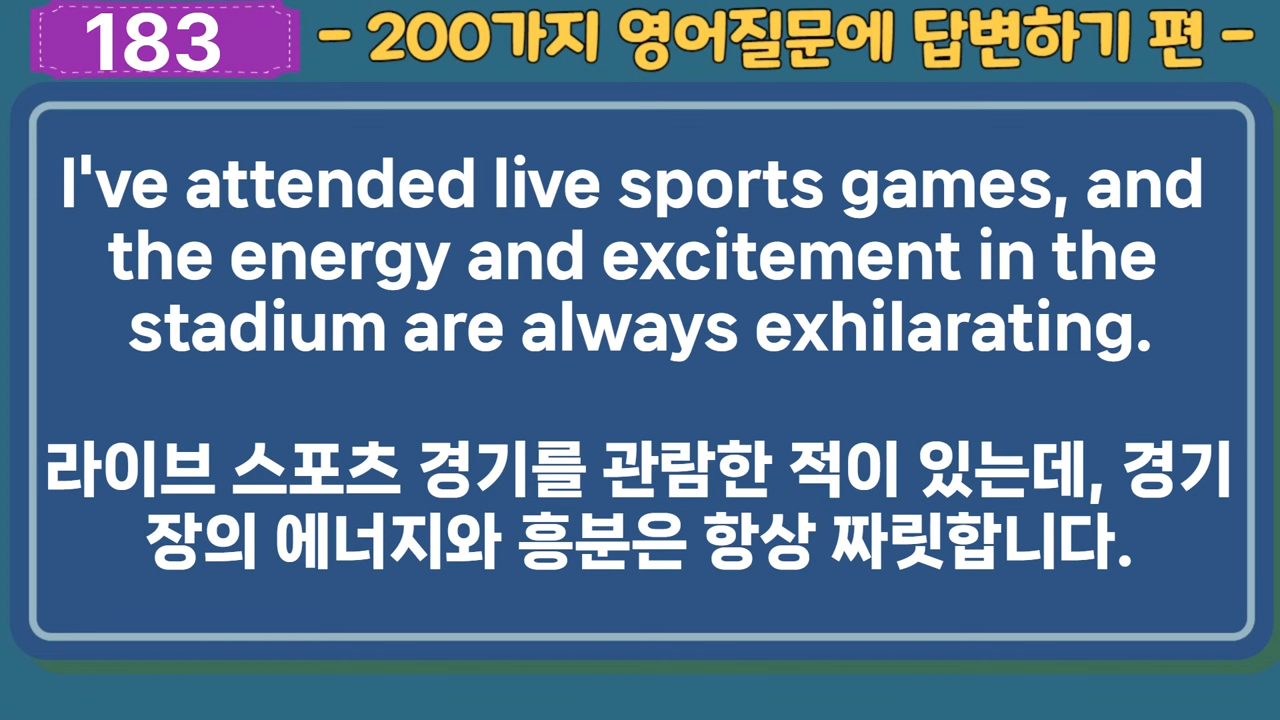 183
- 200가지 영어질문에 답변하기 편 -
I've attended live sports games, and
the energy and excitement in the
stadium are always exhilarating.
라이브 스포츠 경기를 관람한 적이 있는데, 경기
장의 에너지와 흥분은 항상 짜릿합니다.